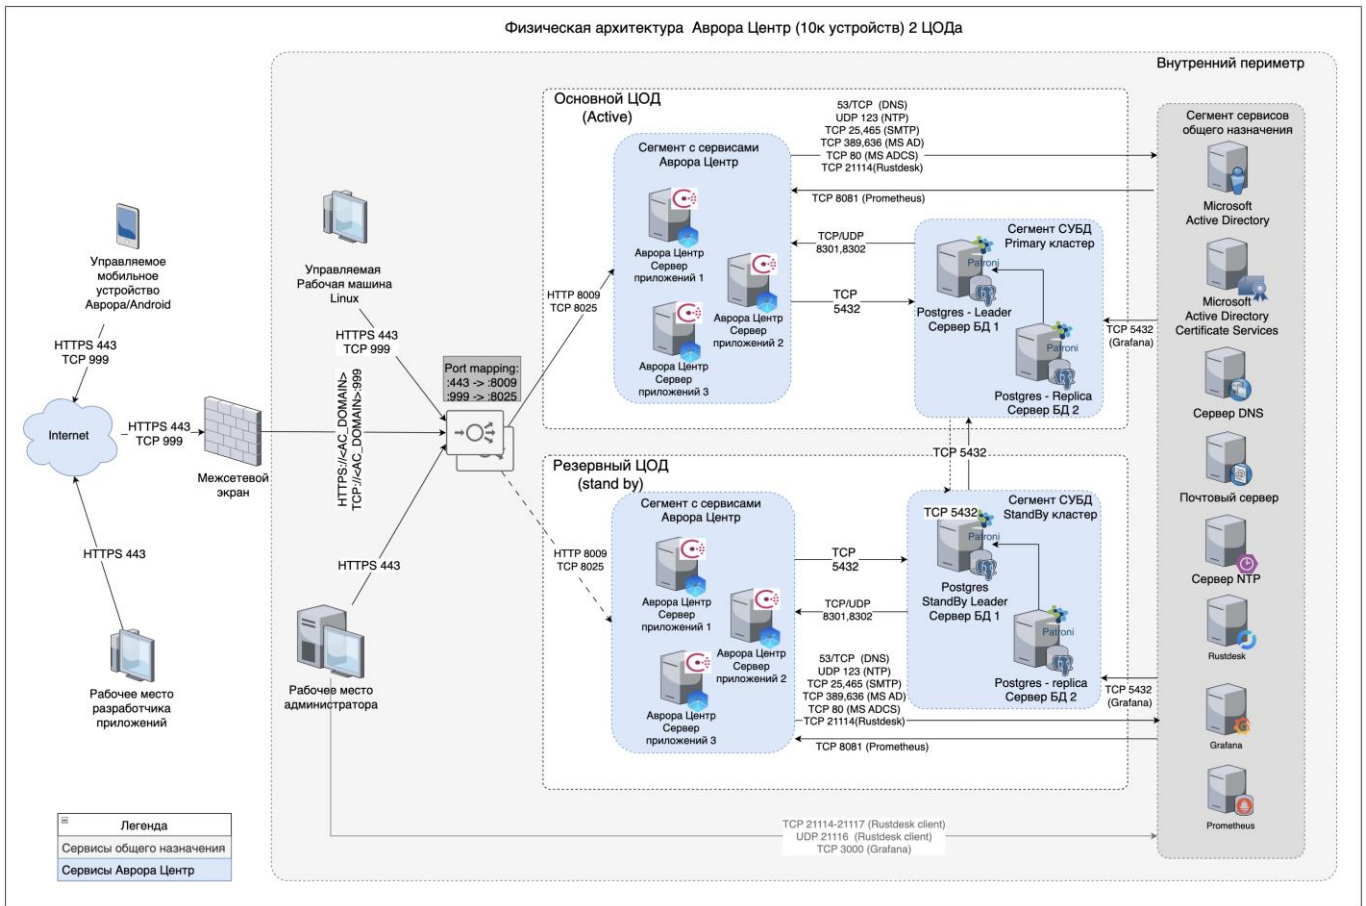 Физическая архитектура Аврора Центр (10к устройств) 2 ЦОДа
Внутренний периметр
Управляемое
мобильное
устройство
Аврора/Android
HTTPS 443
TCP 999
Internet
HTTPS 443
TCP 999
HTTPS 443
Рабочее место
разработчика
приложений
Межсетевой
экран
Управляемая
Рабочая машина
Linux
HTTPS 443
TCP 999
HTTPS://<AC_DOMAIN>
TCP://<AC_DOMAIN>:999
Port mapping:
:443 -> :8009
:999 -> :8025
HTTPS 443
Рабочее место
администратора
HTTP 8009
TCP 8025
HTTP 8009
TCP 8025
Основной ЦОД
(Active)
Сегмент с сервисами
Аврора Центр
Аврора Центр
Сервер
приложений 1
Аврора Центр
Сервер
приложений 2
Аврора Центр
Сервер
приложений 3
53/TCP (DNS)
UDP 123 (NTP)
TCP 25,465 (SMTP)
TCP 389,636 (MS AD)
TCP 80 (MS ADCS)
TCP 21114(Rustdesk)
TCP 8081 (Prometheus)
TCP/UDP
8301,8302
TCP
5432
Сегмент СУБД
Primary кластер
Patroni
Postgres - Leader
Сервер БД 1
Patroni
Postgres - Replica
Сервер БД 2
TCP 5432
(Grafana)
TCP 5432
Резервный ЦОД
(stand by)
Сегмент с сервисами
Аврора Центр
Аврора Центр
Сервер
приложений 1
Аврора Центр
Сервер
приложений 2
Аврора Центр
Сервер
приложений 3
TCP
5432
TCP/UDP
8301,8302
53/TCP (DNS)
UDP 123 (NTP)
TCP 25,465 (SMTP)
TCP 389,636 (MS AD)
TCP 80 (MS ADCS)
TCP 21114(Rustdesk)
TCP 8081 (Prometheus)
Сегмент СУБД
StandBy кластер
TCP 5432
Patroni
Postgres
StandBy Leader
Сервер БД 1
Patroni
Postgres - replica
Сервер БД 2
TCP 5432
(Grafana)
Сегмент сервисов
общего назначения
Microsoft
Active Directory
Microsoft
Active Directory
Certificate Services
Сервер DNS
Почтовый сервер
Сервер NTP
Rustdesk
Grafana
Prometheus
TCP 21114-21117 (Rustdesk client)
UDP 21116 (Rustdesk client)
TCP 3000 (Grafana)
Легенда
Сервисы общего назначения
Сервисы Аврора Центр